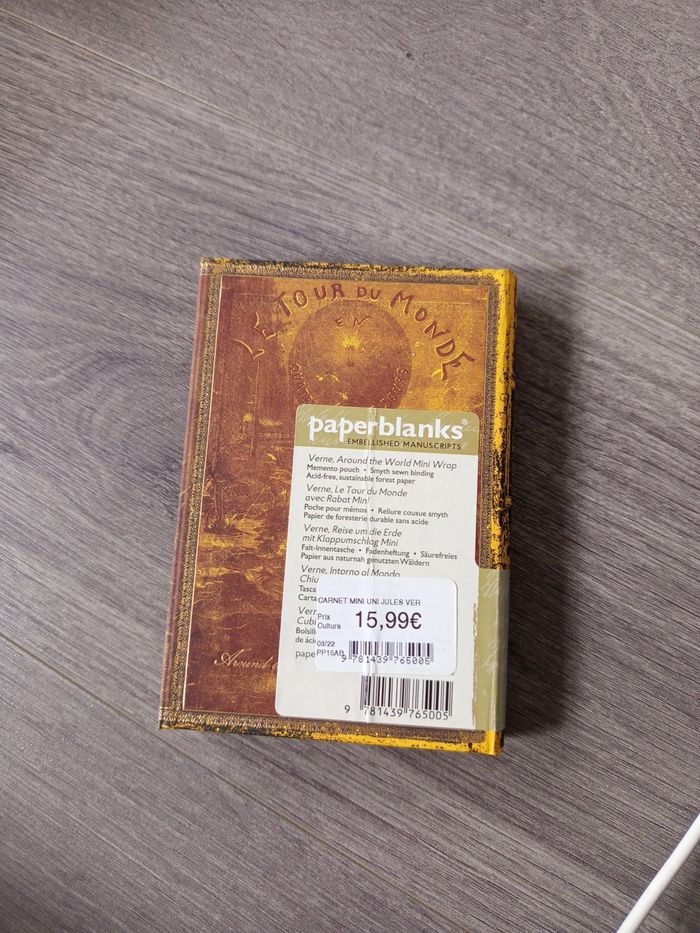 LE TOUR DU MONDE
EN
paperblanks®
EMBELLISHED MANUSCRIPTS
Verne, Around the World Mini Wrap
Memento pouch • Smyth sewn binding
Acid-free, sustainable forest paper
Verne, Le Tour du Monde
avec Rabat Mini
Poche pour mémos • Reliure cousue smyth
Papier de foresterie durable sans acide
Verne, Reise um die Erde
mit Klappumschlag Mini
Falt-Innentasche • Fadenheftung • Säurefreies
Papier aus naturnah genutzten Wäldern
Verne, Intorno al Mondo
CARNET MINI UNI JULES VER
Prix
Cultura
15,99€
03/22
PP15AB
9 781439 765005
Around
9 781439 765005